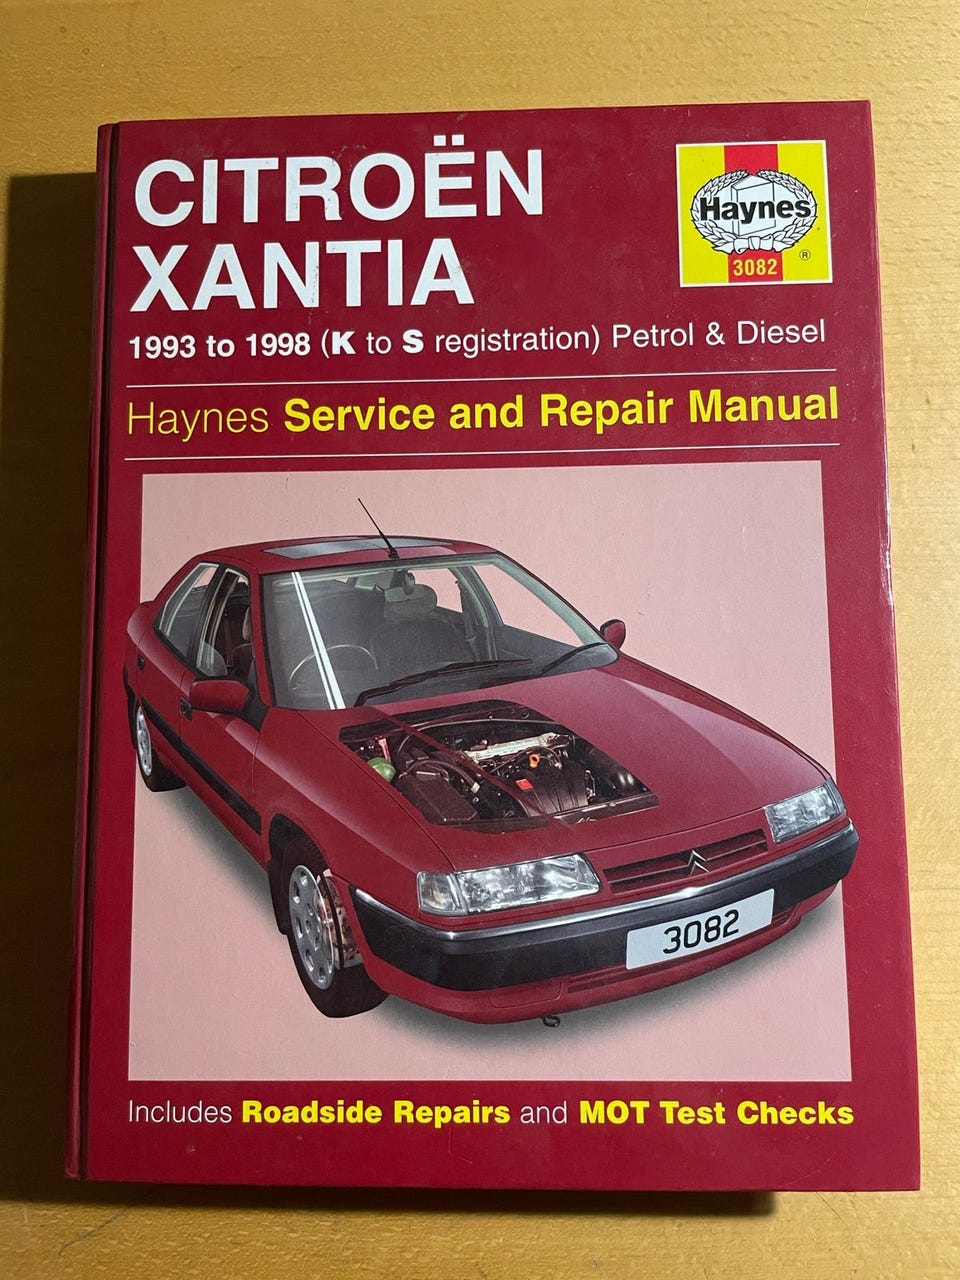 CITROËN
XANTIA
1993 to 1998 (K to S registration) Petrol & Diesel
Haynes Service and Repair Manual
Haynes
®
3082
3082
Includes Roadside Repairs and MOT Test Checks